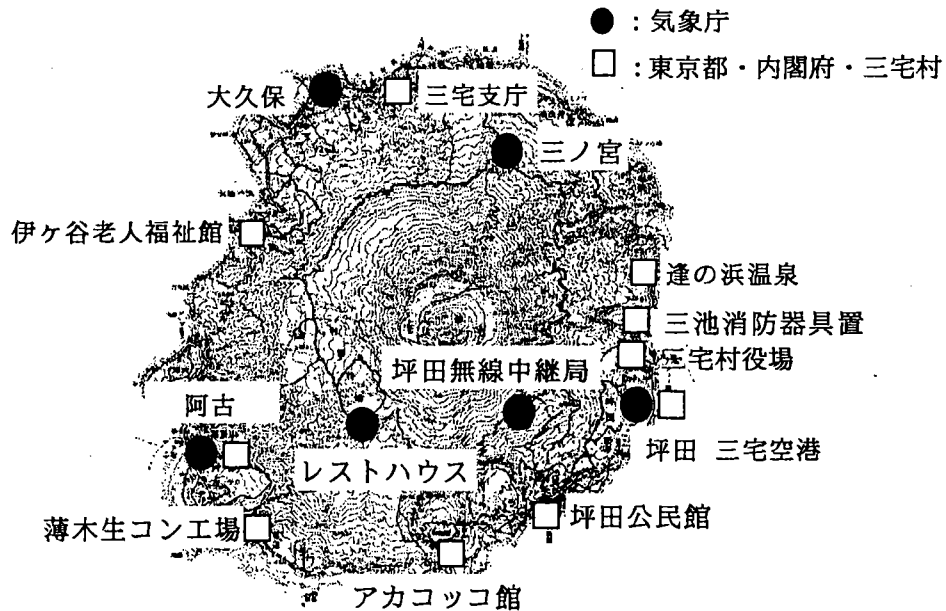 ●：気象庁
□：東京都・内閣府・三宅村
大久保
三宅支庁
三ノ宮
伊ヶ谷老人福祉館
逢の浜温泉
三池消防器具置
三宅村役場
坪田無線中継局
阿古
坪田 三宅空港
レストハウス
坪田公民館
薄木生コン工場
アカコッコ館